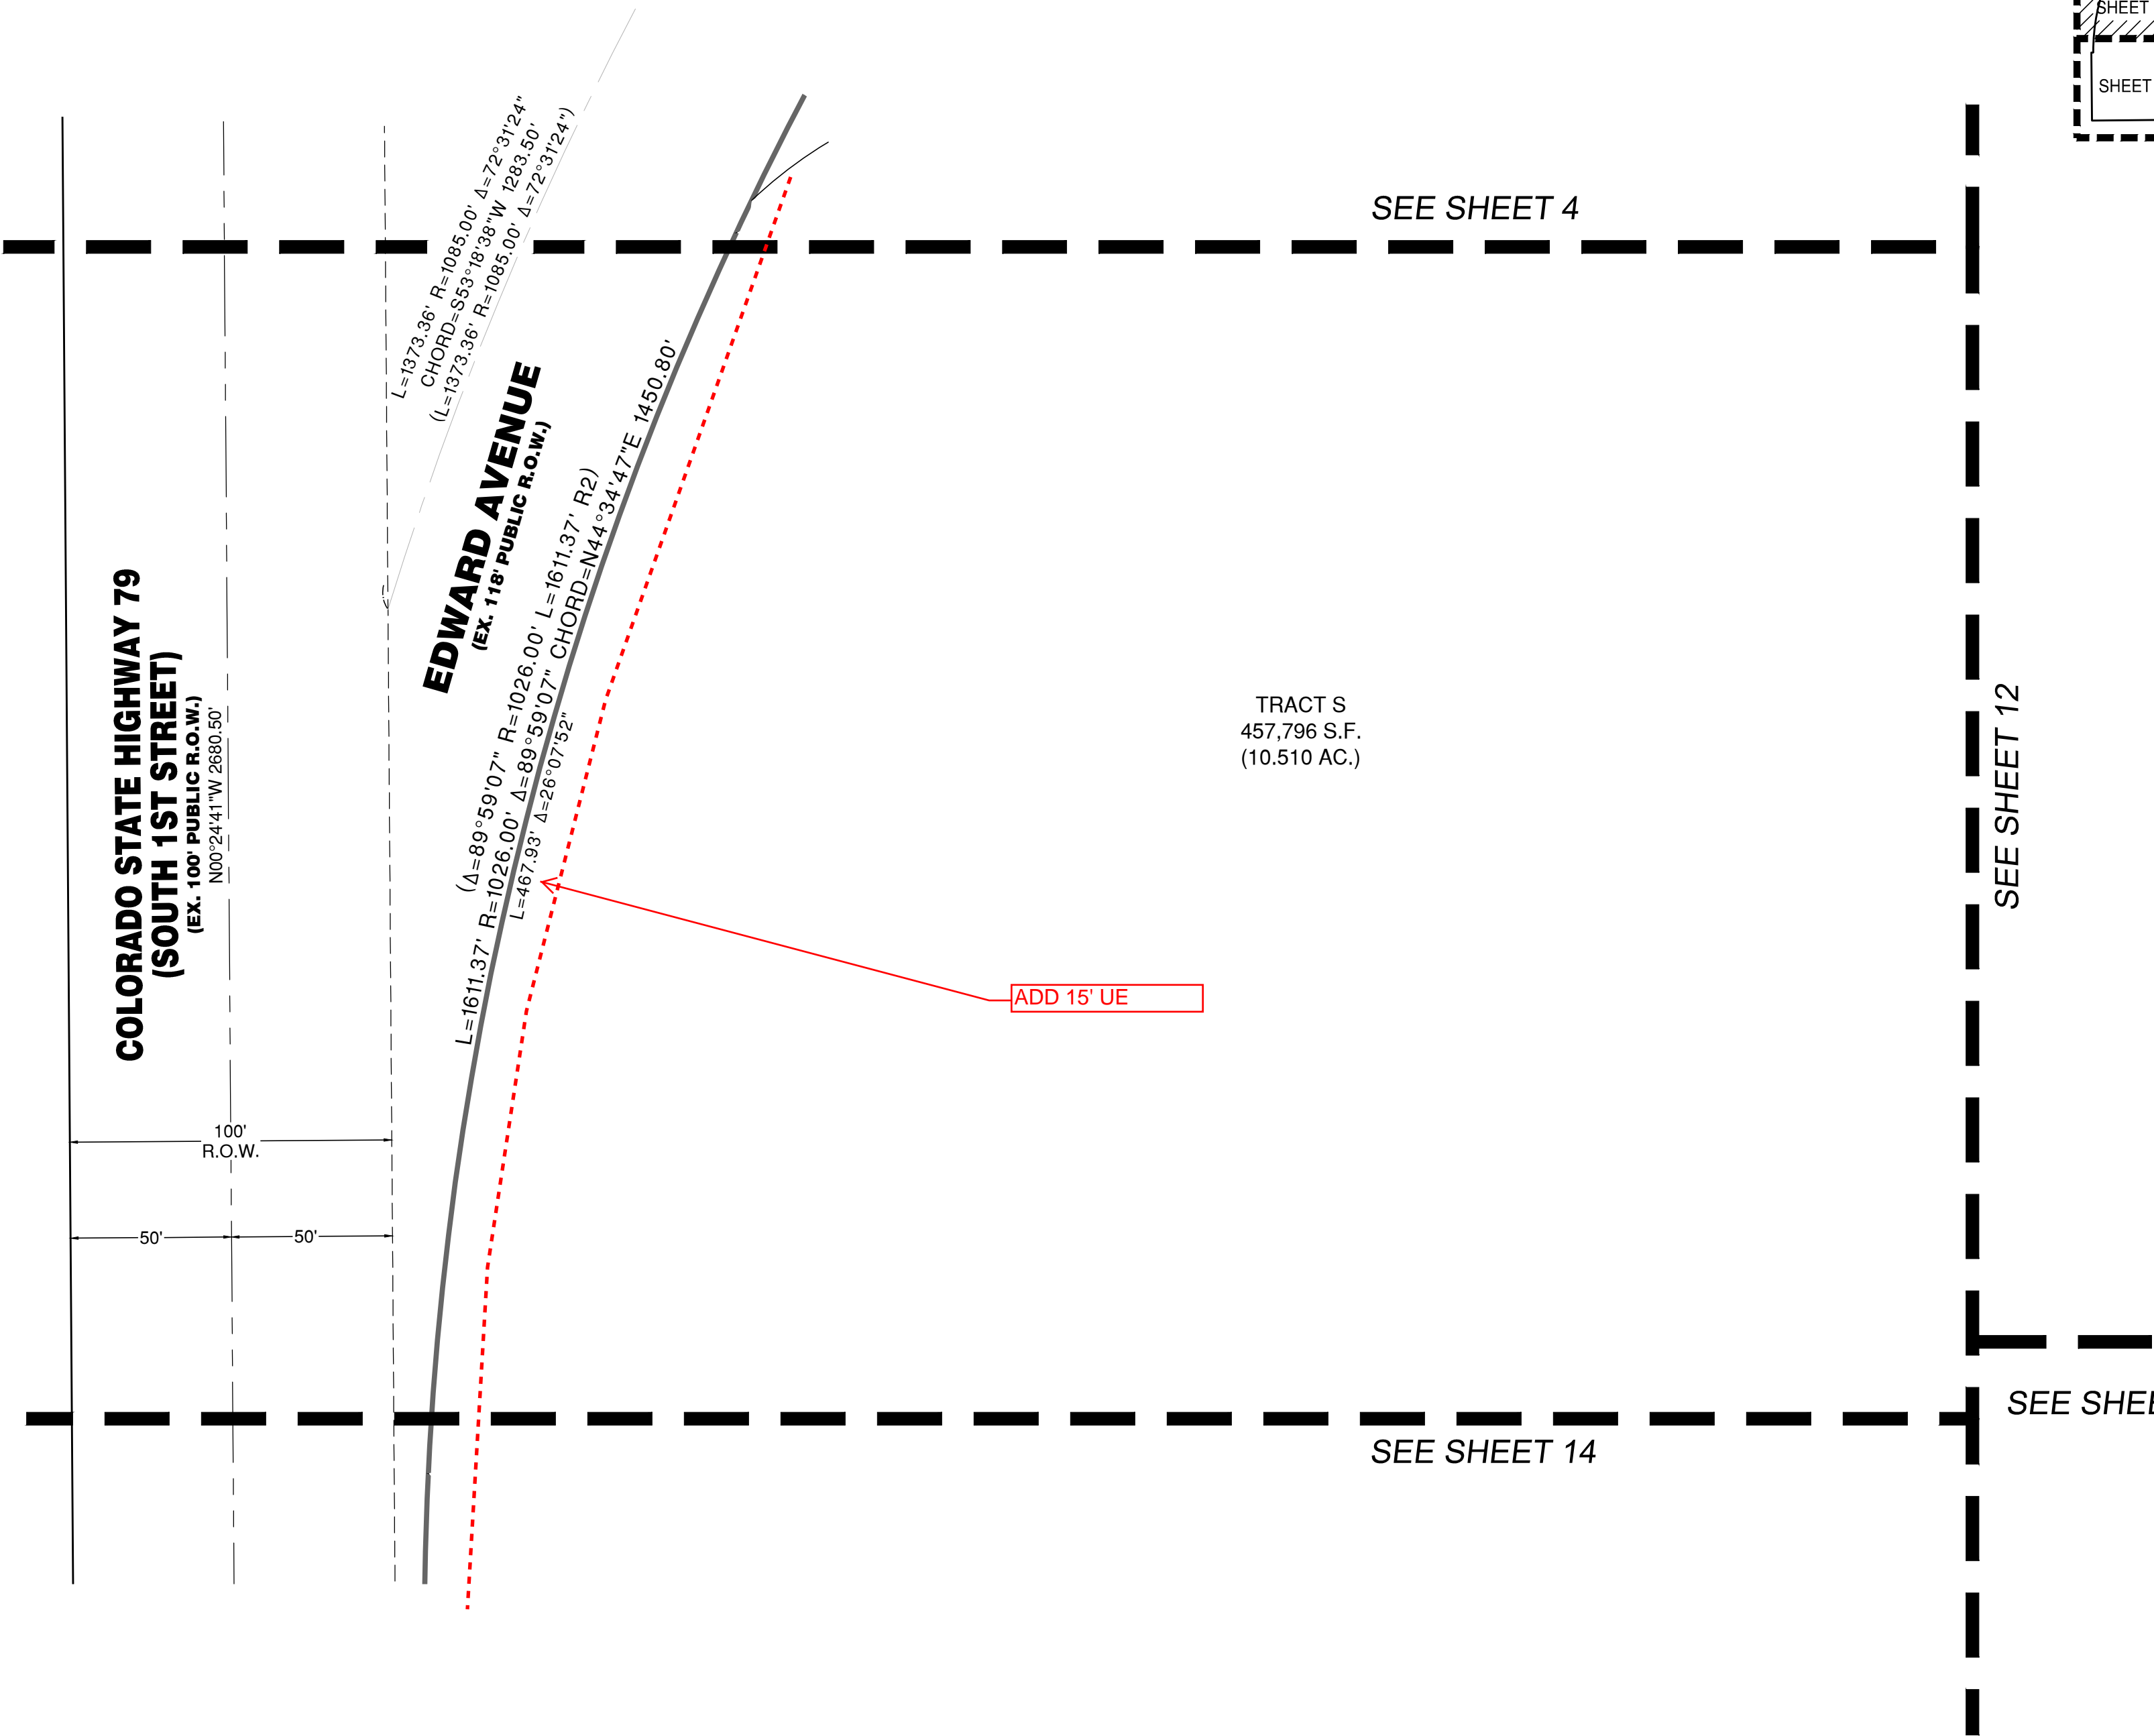 SHEET
SHEET
L=1373.36' R=1085.00' Δ=72°31'24"
CHORD=S53°18'38"W 1283.50'
(L=1373.36' R=1085.00' Δ=72°31'24")
SEE SHEET 4
EDWARD AVENUE
(EX. 118' PUBLIC R.O.W.)
(Δ=89°59'07" R=1026.00' L=1611.37' R2)
L=1611.37' R=1026.00' Δ=89°59'07" CHORD=N44°34'47"E 1450.80'
L=467.93' Δ=26°07'52"
COLORADO STATE HIGHWAY 79
(SOUTH 1ST STREET)
(EX. 100' PUBLIC R.O.W.)
N00°24'41"W 2680.50'
TRACT S
457,796 S.F.
(10.510 AC.)
SEE SHEET 12
ADD 15' UE
100'
R.O.W.
50'
50'
SEE SHEE
SEE SHEET 14